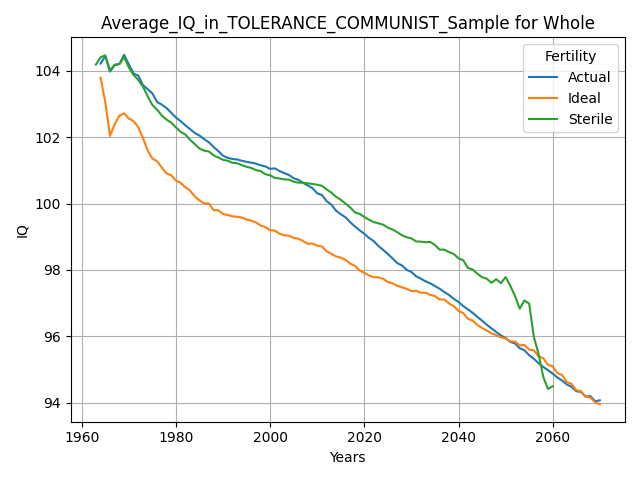 Average_IQ_in_TOLERANCE_COMMUNIST_Sample for Whole
Fertility
Actual
Ideal
Sterile
IQ
104
102
100
98
96
94
1960
1980
2000
2020
2040
2060
Years